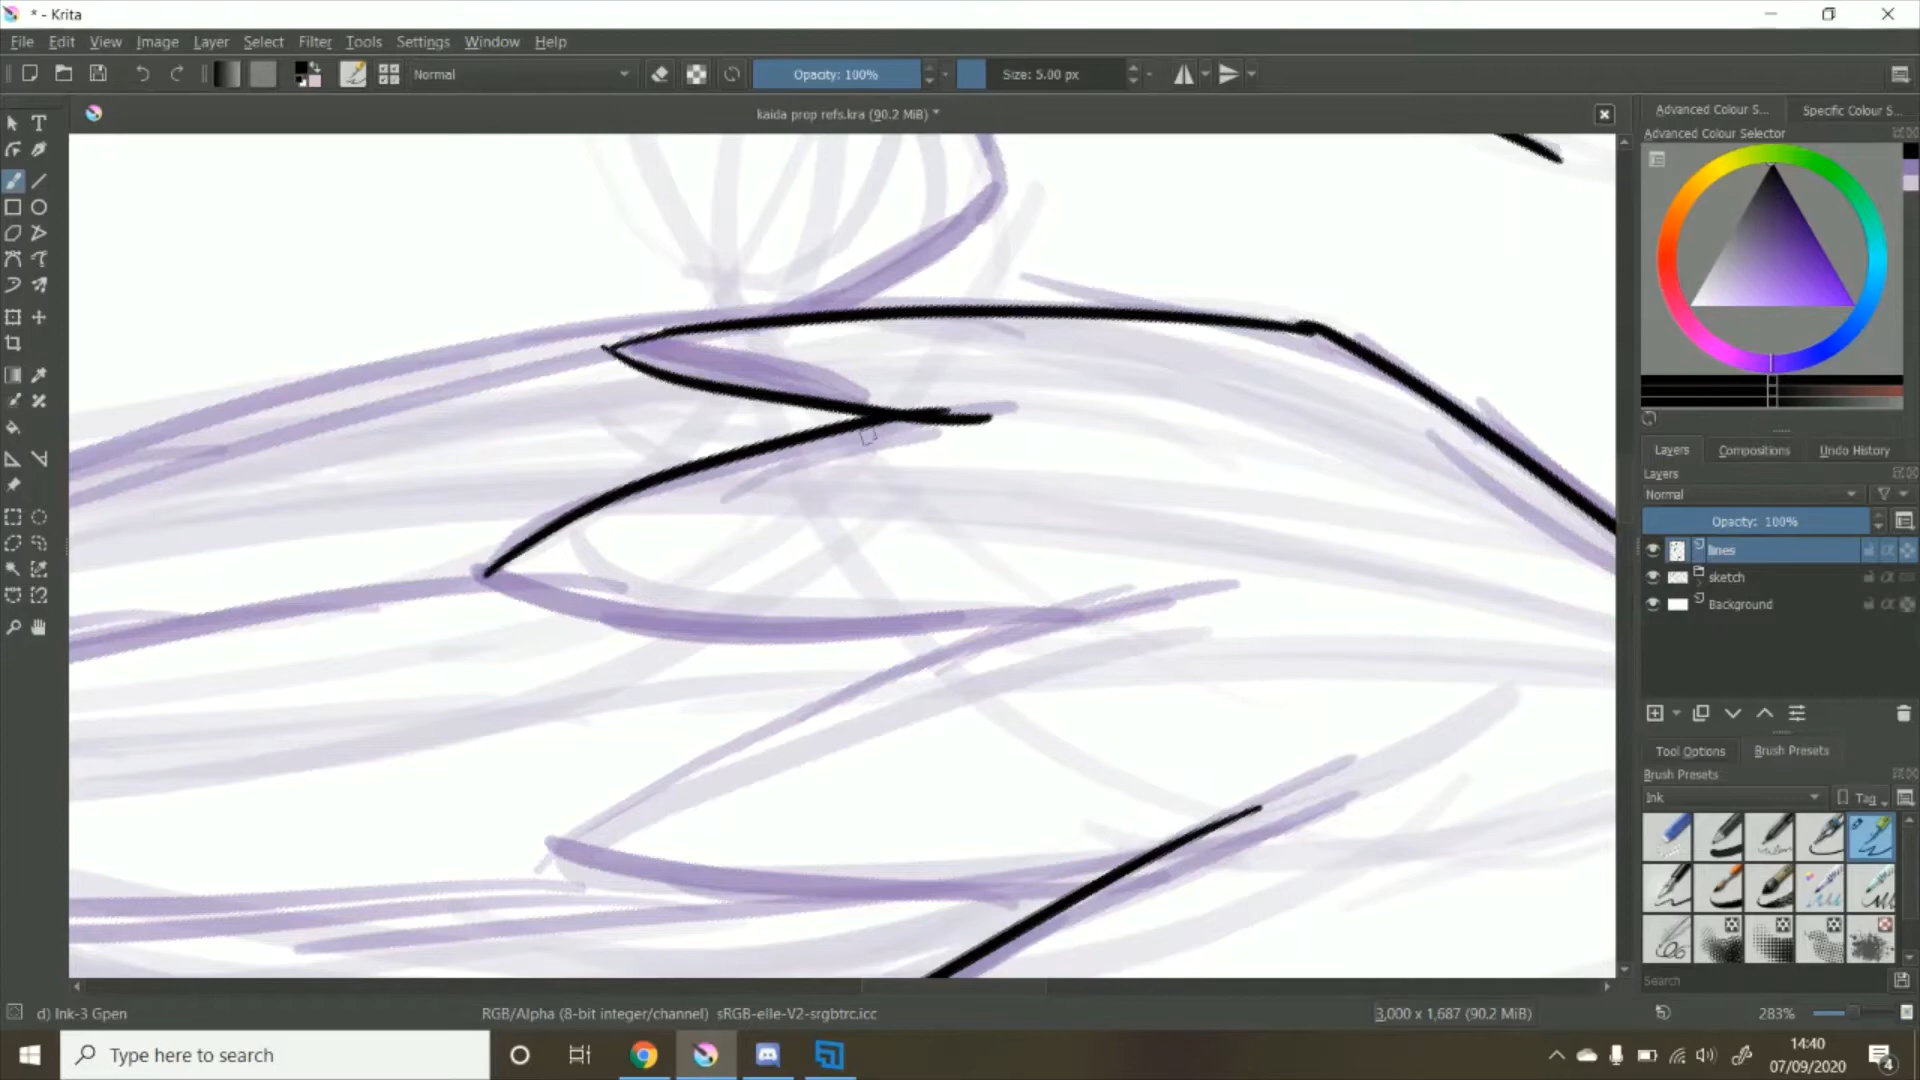 * - Krita
File Edit View Image Layer Select Filter Tools Settings Window Help
Normal Opacity: 100% Size: 5.00 px
kaida prop refs.kra (90.2 MiB) *
Advanced Colour S... Specific Colour S...
Advanced Colour Selector
Layers Compositions Undo History
Layers
Normal
Opacity: 100%
lines
sketch
Background
Tool Options Brush Presets
Brush Presets
Ink Tag
Search
d) Ink-3 Gpen RGB/Alpha (8-bit integer/channel) sRGB-elle-V2-srgbtrc.icc 3,000 x 1,687 (90.2 MiB) 283%
Type here to search
14:40
07/09/2020
4